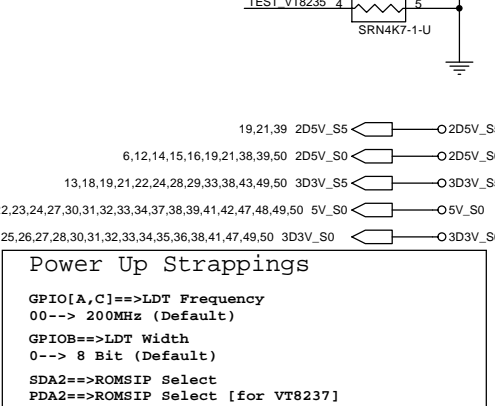 TEST_VT8235 4 5
SRN4K7-1-U
19,21,39 2D5V_S5 2D5V_S
6,12,14,15,16,19,21,38,39,50 2D5V_S0 2D5V_S
13,18,19,21,22,24,28,29,33,38,43,49,50 3D3V_S5 3D3V_S
2,23,24,27,30,31,32,33,34,37,38,39,41,42,47,48,49,50 5V_S0 5V_S0
25,26,27,28,30,31,32,33,34,35,36,38,41,47,49,50 3D3V_S0 3D3V_S
Power Up Strappings
GPIO[A,C]==>LDT Frequency
00--> 200MHz (Default)
GPIOB==>LDT Width
0--> 8 Bit (Default)
SDA2==>ROMSIP Select
PDA2==>ROMSIP Select [for VT8237]